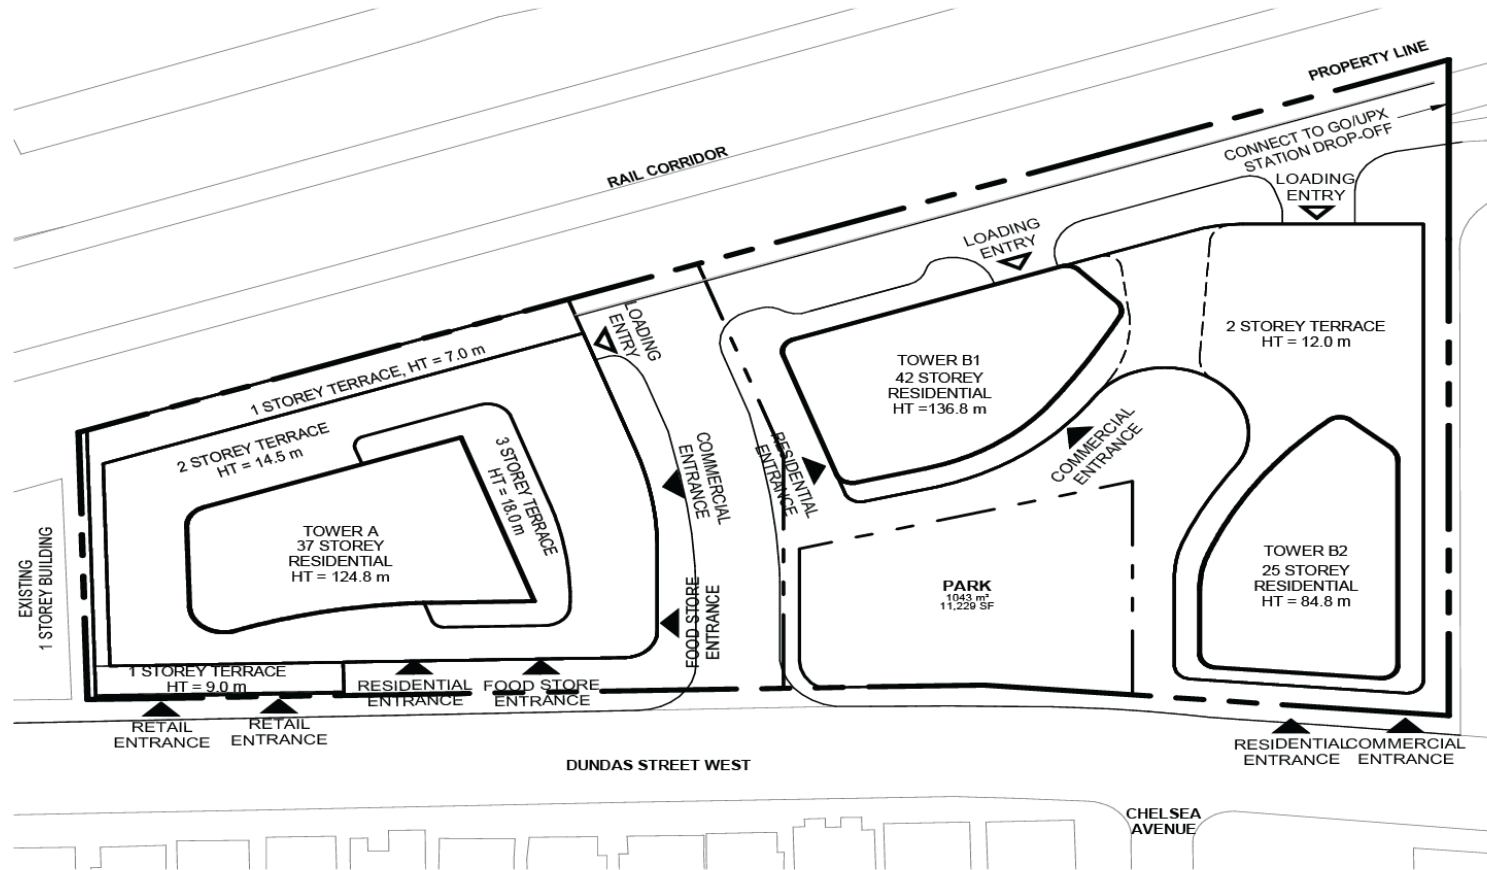 PROPERTY LINE
CONNECT TO GO/UPX
STATION DROP-OFF
RAIL CORRIDOR
LOADING
ENTRY
LOADING
ENTRY
LOADING
ENTRY
1 STOREY TERRACE, HT = 7.0 m
2 STOREY TERRACE
HT = 14.5 m
3 STOREY TERRACE
HT = 18.0 m
TOWER A
37 STOREY
RESIDENTIAL
HT = 124.8 m
COMMERCIAL
ENTRANCE
RESIDENTIAL
ENTRANCE
TOWER B1
42 STOREY
RESIDENTIAL
HT =136.8 m
2 STOREY TERRACE
HT = 12.0 m
COMMERCIAL
ENTRANCE
TOWER B2
25 STOREY
RESIDENTIAL
HT = 84.8 m
PARK
1043 m²
11,229 SF
EXISTING
1 STOREY BUILDING
FOOD STORE
ENTRANCE
1 STOREY TERRACE
HT = 9.0 m
RESIDENTIAL
ENTRANCE
FOOD STORE
ENTRANCE
RETAIL
ENTRANCE
RETAIL
ENTRANCE
RESIDENTIAL
ENTRANCE
COMMERCIAL
ENTRANCE
DUNDAS STREET WEST
CHELSEA
AVENUE